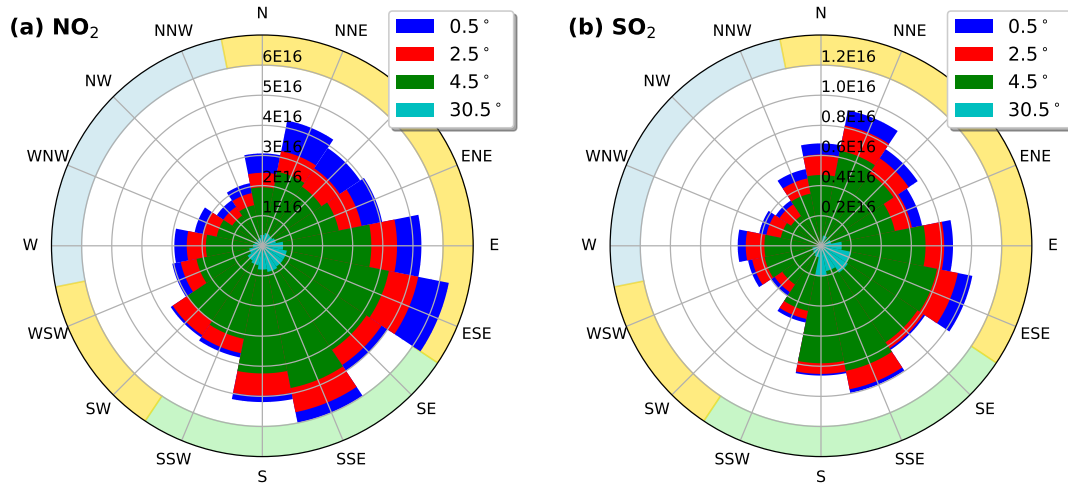 (a) NO₂
N
NNE
ENE
E
ESE
SE
SSE
S
SSW
SW
WSW
W
WNW
NW
NNW
6E16
5E16
4E16
3E16
2E16
1E16
0.5°
2.5°
4.5°
30.5°
(b) SO₂
N
NNE
ENE
E
ESE
SE
SSE
S
SSW
SW
WSW
W
WNW
NW
NNW
1.2E16
1.0E16
0.8E16
0.6E16
0.4E16
0.2E16
0.5°
2.5°
4.5°
30.5°